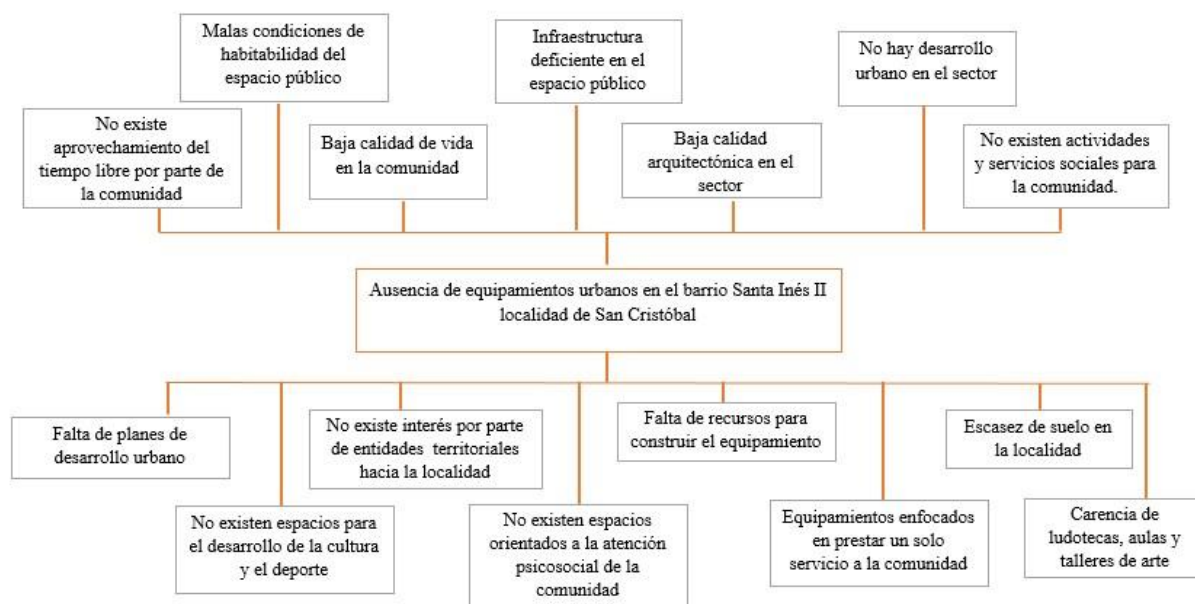 Malas condiciones de
habitabilidad del
espacio público
Infraestructura
deficiente en el
espacio público
No hay desarrollo
urbano en el sector
No existe
aprovechamiento del
tiempo libre por parte de
la comunidad
Baja calidad de vida
en la comunidad
Baja calidad
arquitectónica en el
sector
No existen actividades
y servicios sociales para
la comunidad.
Ausencia de equipamientos urbanos en el barrio Santa Inés II
localidad de San Cristóbal
Falta de planes de
desarrollo urbano
No existe interés por parte
de entidades territoriales
hacia la localidad
Falta de recursos para
construir el equipamiento
Escasez de suelo en
la localidad
No existen espacios para
el desarrollo de la cultura
y el deporte
No existen espacios
orientados a la atención
psicosocial de la
comunidad
Equipamientos enfocados
en prestar un solo
servicio a la comunidad
Carencia de
ludotecas, aulas y
talleres de arte